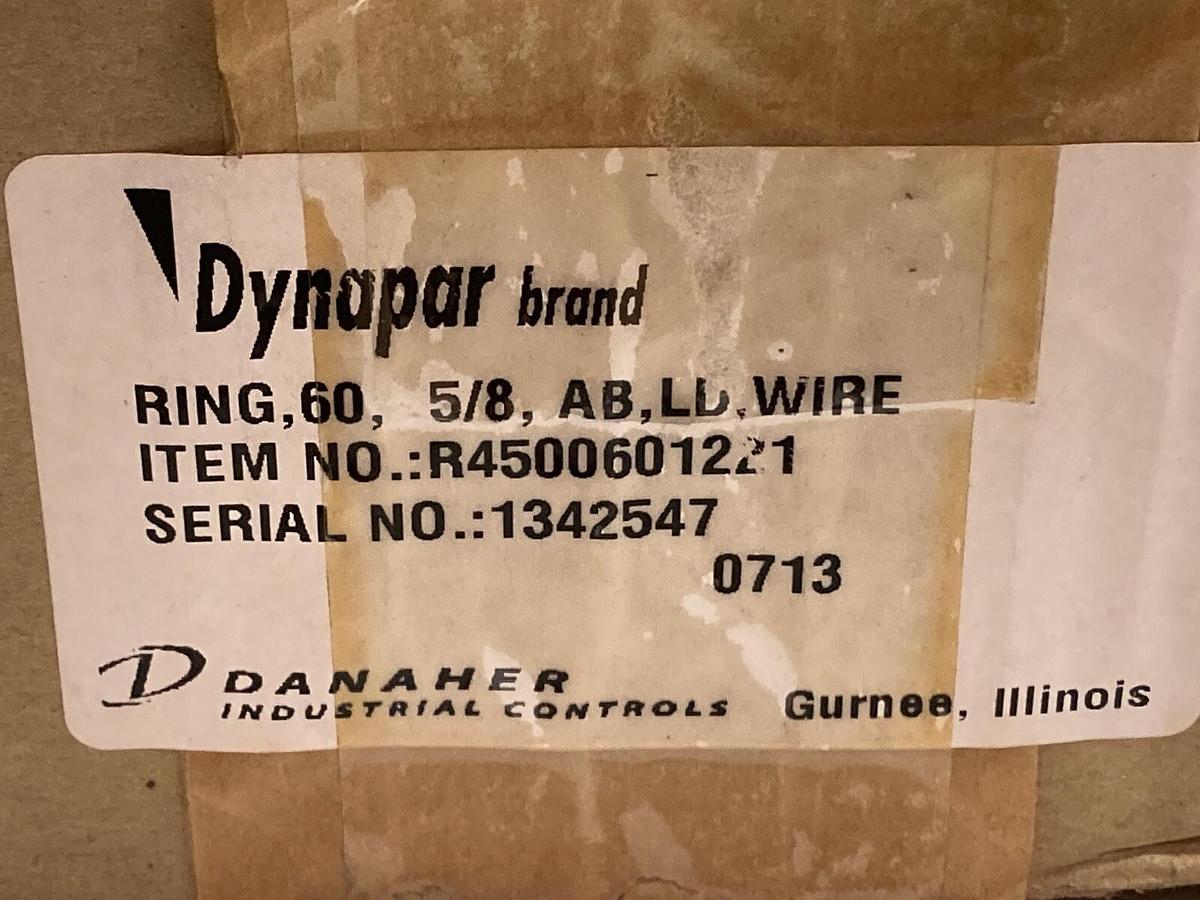 Dynapar brand
RING,60, 5/8, AB,LD,WIRE
ITEM NO.:R4500601221
SERIAL NO.:1342547
0713
D DANAHER
INDUSTRIAL CONTROLS
Gurnee, Illinois